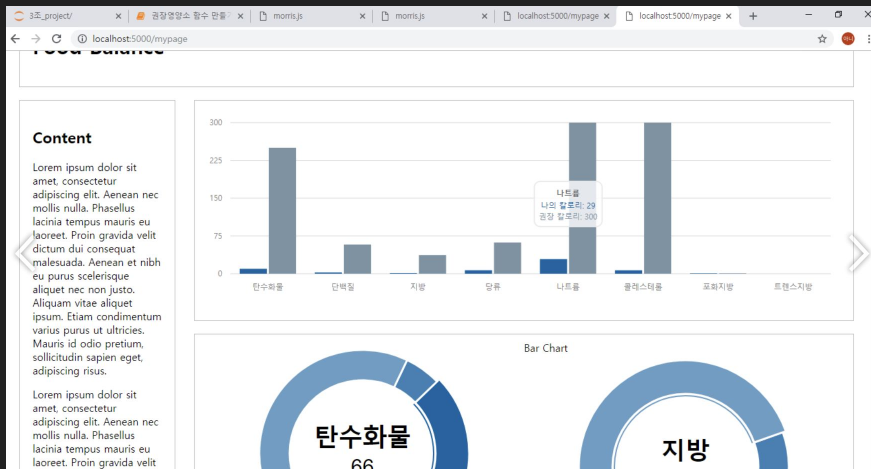 3조_project/
권장영양소 함수 만들기
morris.js
morris.js
localhost:5000/mypage
localhost:5000/mypage
localhost:5000/mypage
Food Balance
Content
Lorem ipsum dolor sit
amet, consectetur
adipiscing elit. Aenean nec
mollis nulla. Phasellus
lacinia tempus mauris eu
laoreet. Proin gravida velit
dictum dui consequat
malesuada. Aenean et nibh
eu purus scelerisque
aliquet nec non justo.
Aliquam vitae aliquet
ipsum. Etiam condimentum
varius purus ut ultricies.
Mauris id odio pretium,
sollicitudin sapien eget,
adipiscing risus.
Lorem ipsum dolor sit
amet, consectetur
adipiscing elit. Aenean nec
mollis nulla. Phasellus
lacinia tempus mauris eu
laoreet. Proin gravida velit
300
225
150
75
0
나트륨
나의 칼로리: 29
권장 칼로리: 300
탄수화물 단백질 지방 당류 나트륨 콜레스테롤 포화지방 트랜스지방
Bar Chart
탄수화물
66
지방